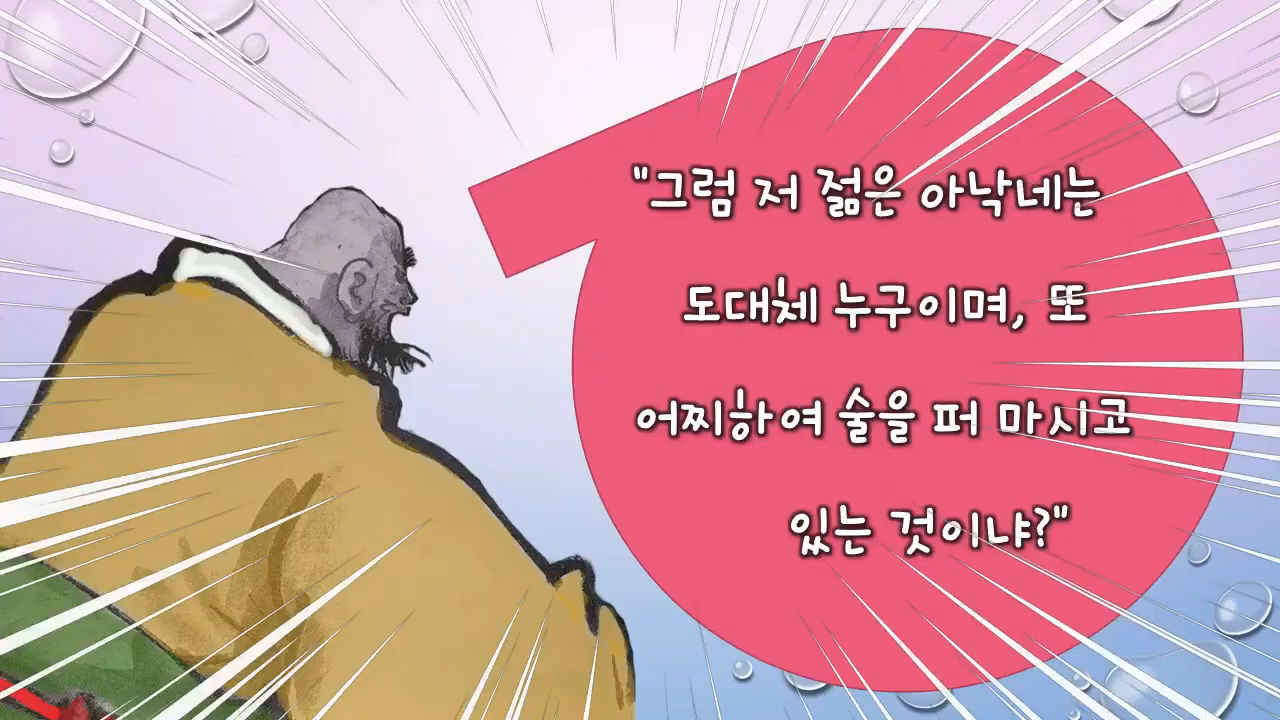 "그럼 저 젊은 아낙네는
도대체 누구이며, 또
어찌하여 술을 퍼 마시고
있는 것이냐?"